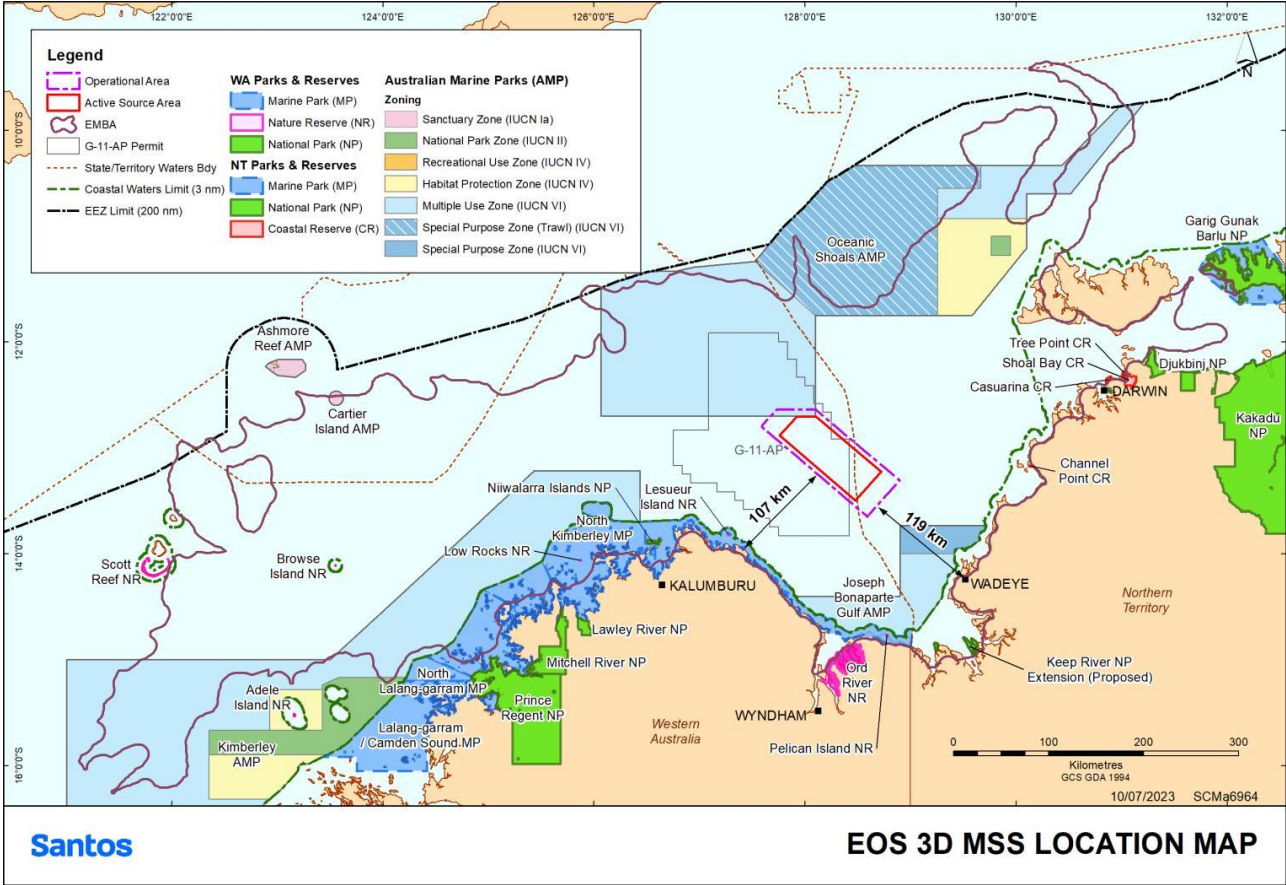 122°0'0"E
124°0'0"E
126°0'0"E
128°0'0"E
130°0'0"E
132°0'0"E
N
Legend
Operational Area
Active Source Area
EMBA
G-11-AP Permit
State/Territory Waters Bdy
Coastal Waters Limit (3 nm)
EEZ Limit (200 nm)
WA Parks & Reserves
Marine Park (MP)
Nature Reserve (NR)
National Park (NP)
NT Parks & Reserves
Marine Park (MP)
National Park (NP)
Coastal Reserve (CR)
Australian Marine Parks (AMP)
Zoning
Sanctuary Zone (IUCN Ia)
National Park Zone (IUCN II)
Recreational Use Zone (IUCN IV)
Habitat Protection Zone (IUCN IV)
Multiple Use Zone (IUCN VI)
Special Purpose Zone (Trawl) (IUCN VI)
Special Purpose Zone (IUCN VI)
10°0'0"S
12°0'0"S
14°0'0"S
16°0'0"S
Oceanic
Shoals AMP
Garig Gunak
Barlu NP
Ashmore
Reef AMP
Cartier
Island AMP
Tree Point CR
Shoal Bay CR
Casuarina CR
DARWIN
Djukbinj NP
Kakadu
NP
G-11-AP
Channel
Point CR
Niiwalarra Islands NP
Lesueur
Island NR
107 km
119 km
North
Kimberley MP
Low Rocks NR
Scott
Reef NR
Browse
Island NR
KALUMBURU
Joseph
Bonaparte
Gulf AMP
WADEYE
Northern
Territory
Lawley River NP
Mitchell River NP
Keep River NP
Extension (Proposed)
North
Lalang-garram MP
Adele
Island NR
Prince
Regent NP
Ord
River
NR
WYNDHAM
Lalang-garram
/ Camden Sound MP
Kimberley
AMP
Western
Australia
Pelican Island NR
0 50 100 200 300
Kilometres
GCS GDA 1994
10/07/2023 SCMa6964
Santos
EOS 3D MSS LOCATION MAP